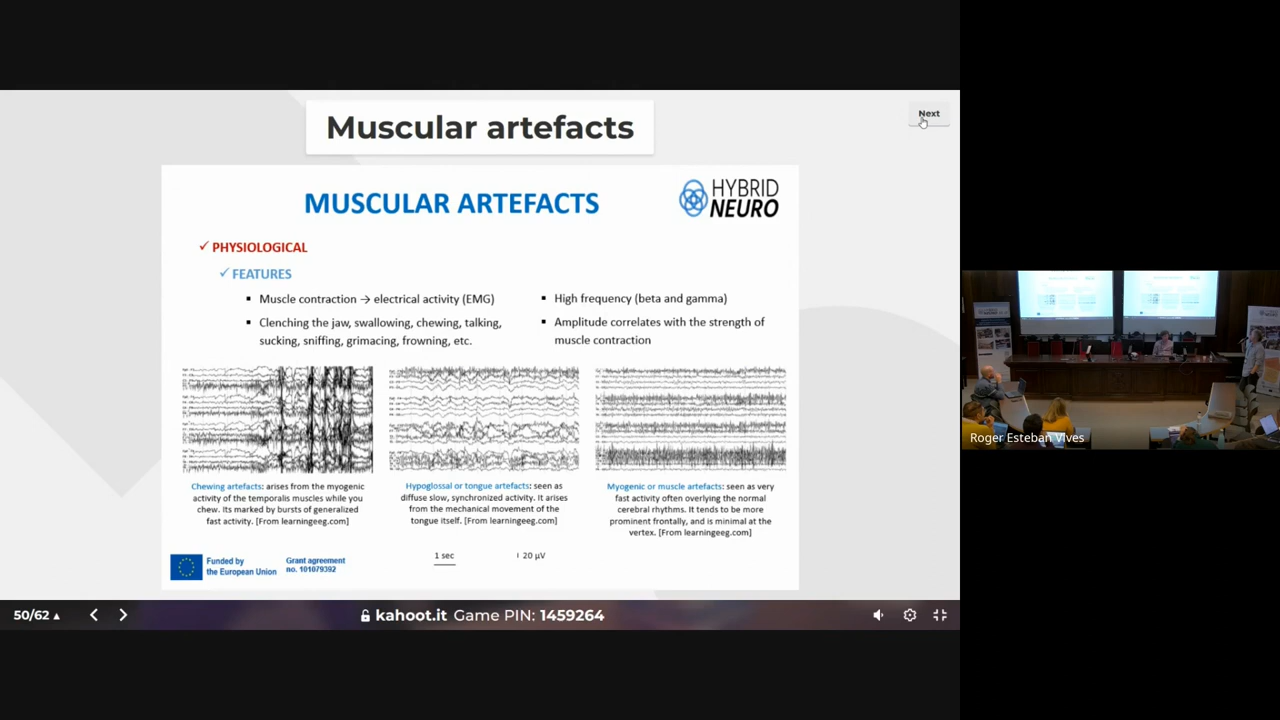 Muscular artefacts
Next
MUSCULAR ARTEFACTS
HYBRID
NEURO
✓ PHYSIOLOGICAL
✓ FEATURES
▪ Muscle contraction → electrical activity (EMG)
▪ Clenching the jaw, swallowing, chewing, talking,
sucking, sniffing, grimacing, frowning, etc.
▪ High frequency (beta and gamma)
▪ Amplitude correlates with the strength of
muscle contraction
Chewing artefacts: arises from the myogenic
activity of the temporalis muscles while you
chew. Its marked by bursts of generalized
fast activity. [From learningeeg.com]
Hypoglossal or tongue artefacts: seen as
diffuse slow, synchronized activity. It arises
from the mechanical movement of the
tongue itself. [From learningeeg.com]
Myogenic or muscle artefacts: seen as very
fast activity often overlying the normal
cerebral rhythms. It tends to be more
prominent frontally, and is minimal at the
vertex. [From learningeeg.com]
1 sec
20 µV
Funded by
the European Union
Grant agreement
no. 101079392
50/62
kahoot.it Game PIN: 1459264
Roger Esteban VIves